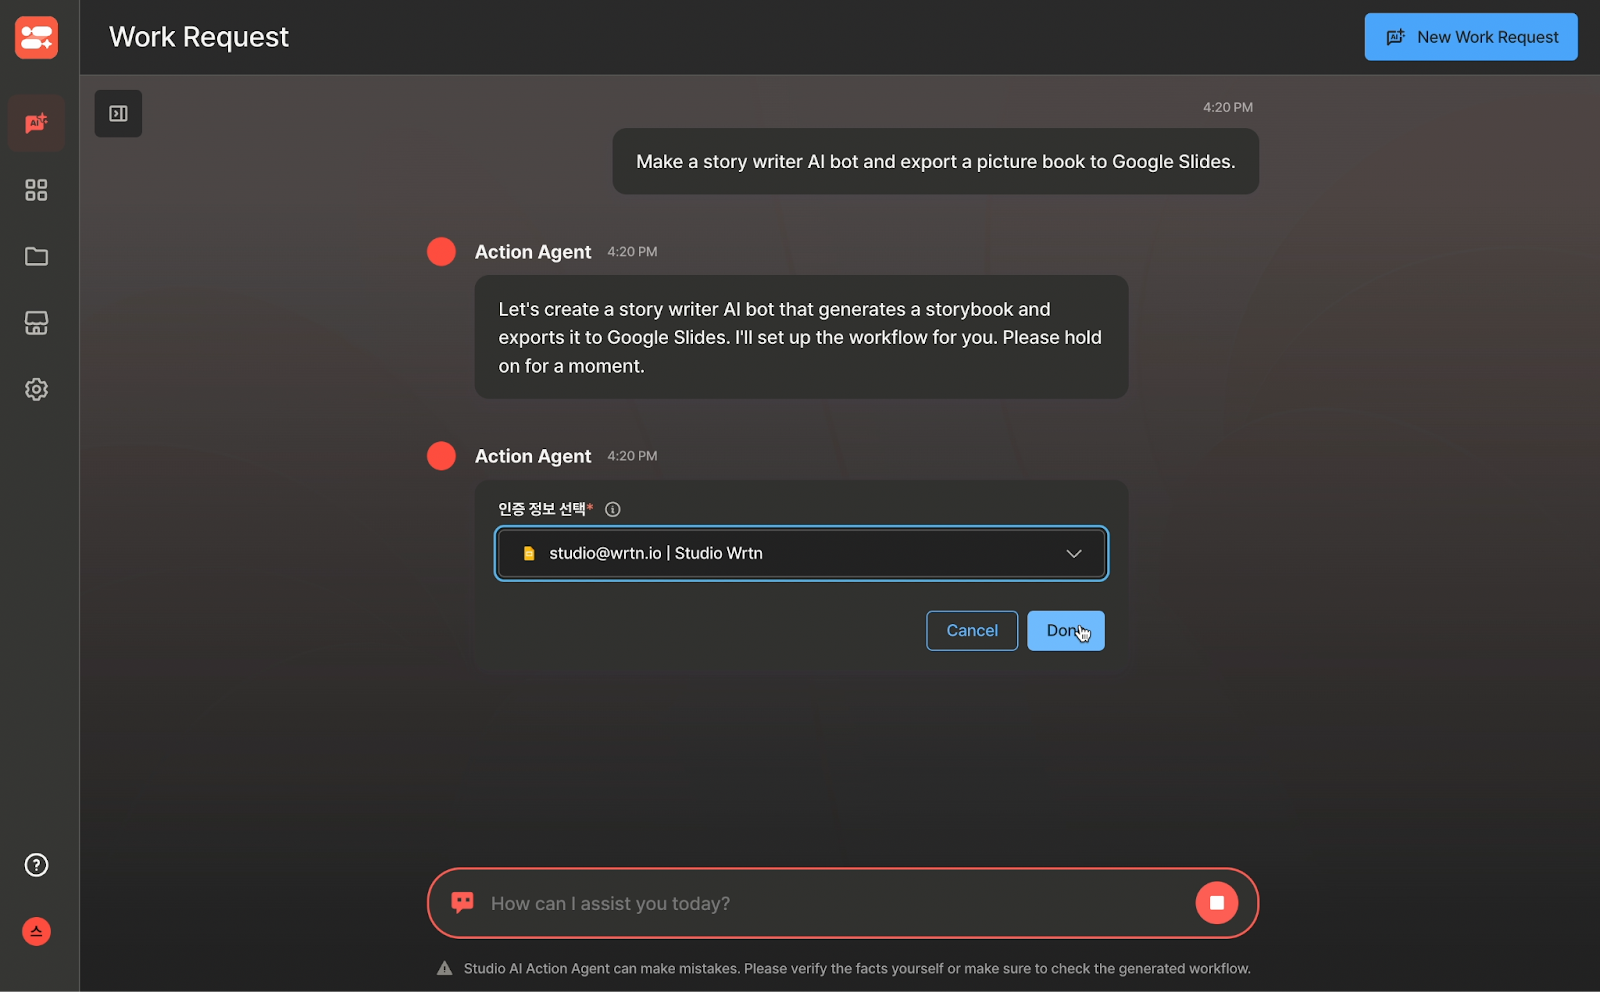 Work Request
New Work Request
4:20 PM
Make a story writer AI bot and export a picture book to Google Slides.
Action Agent 4:20 PM
Let's create a story writer AI bot that generates a storybook and
exports it to Google Slides. I'll set up the workflow for you. Please hold
on for a moment.
Action Agent 4:20 PM
인증 정보 선택*
studio@wrtn.io | Studio Wrtn
Cancel
How can I assist you today?
Studio AI Action Agent can make mistakes. Please verify the facts yourself or make sure to check the generated workflow.